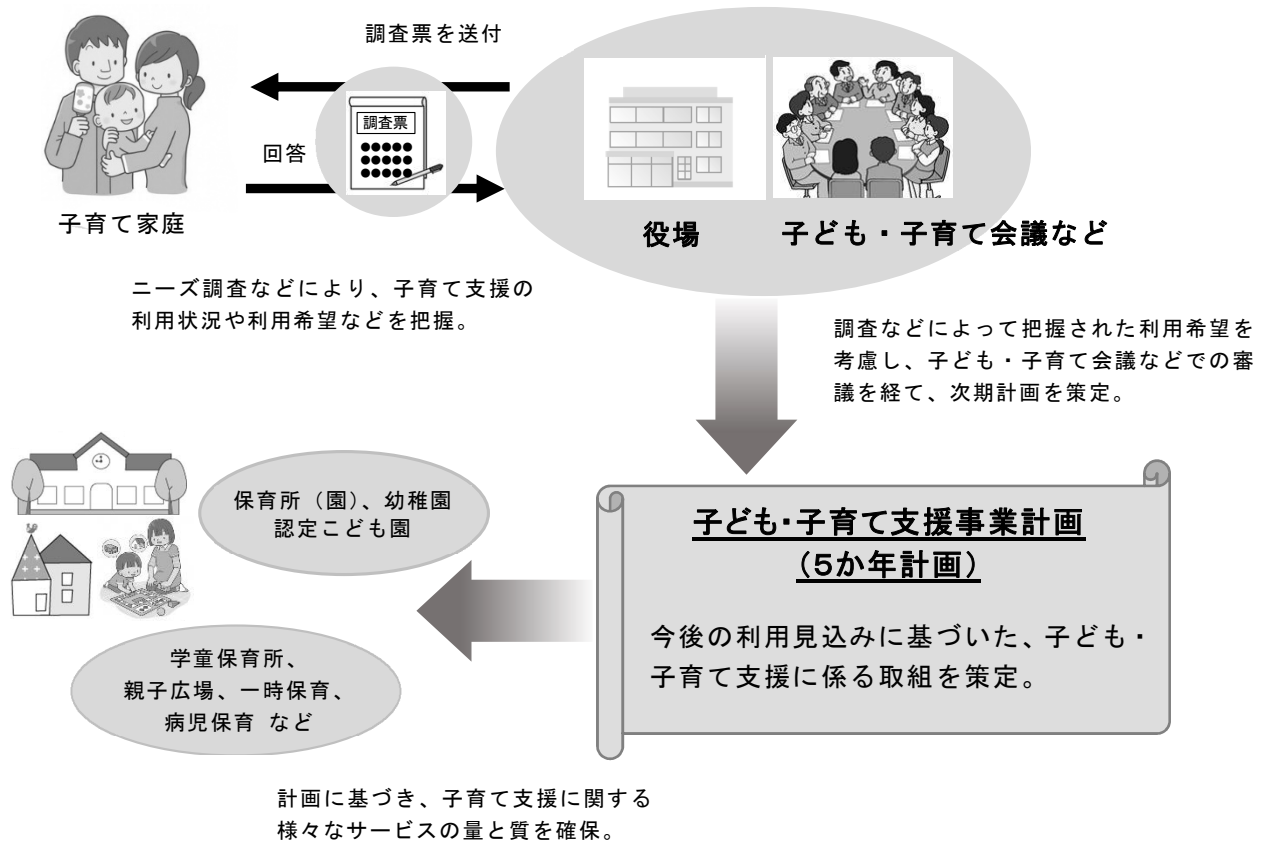 調査票を送付
調査票
回答
子育て家庭
役場
子ども・子育て会議など
ニーズ調査などにより、子育て支援の
利用状況や利用希望などを把握。
調査などによって把握された利用希望を
考慮し、子ども・子育て会議などでの審
議を経て、次期計画を策定。
子ども・子育て支援事業計画
(5か年計画)
今後の利用見込みに基づいた、子ども・
子育て支援に係る取組を策定。
保育所（園）、幼稚園
認定こども園
学童保育所、
親子広場、一時保育、
病児保育 など
計画に基づき、子育て支援に関する
様々なサービスの量と質を確保。